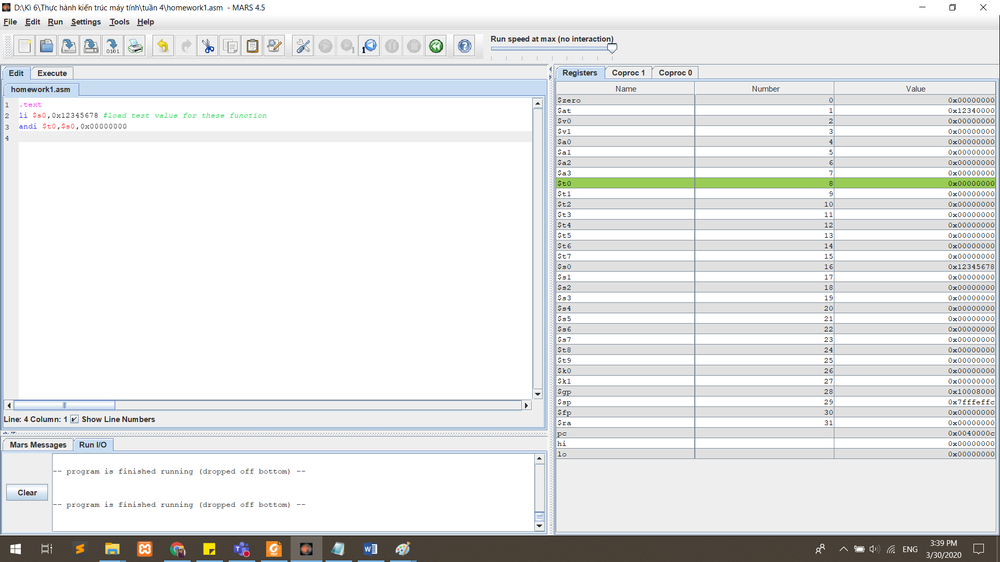 D:\Kì 6\Thực hành kiến trúc máy tính\tuần 4\homework1.asm - MARS 4.5
File Edit Run Settings Tools Help
Run speed at max (no interaction)
Edit Execute
homework1.asm
1 .text
2 li $s0,0x12345678 #load test value for these function
3 andi $t0,$s0,0x00000000
4
Line: 4 Column: 1 Show Line Numbers
Mars Messages Run I/O
-- program is finished running (dropped off bottom) --
-- program is finished running (dropped off bottom) --
Clear
Registers Coproc 1 Coproc 0
Name Number Value
$zero 0 0x00000000
$at 1 0x12340000
$v0 2 0x00000000
$v1 3 0x00000000
$a0 4 0x00000000
$a1 5 0x00000000
$a2 6 0x00000000
$a3 7 0x00000000
$t0 8 0x00000000
$t1 9 0x00000000
$t2 10 0x00000000
$t3 11 0x00000000
$t4 12 0x00000000
$t5 13 0x00000000
$t6 14 0x00000000
$t7 15 0x00000000
$s0 16 0x12345678
$s1 17 0x00000000
$s2 18 0x00000000
$s3 19 0x00000000
$s4 20 0x00000000
$s5 21 0x00000000
$s6 22 0x00000000
$s7 23 0x00000000
$t8 24 0x00000000
$t9 25 0x00000000
$k0 26 0x00000000
$k1 27 0x00000000
$gp 28 0x10008000
$sp 29 0x7fffeffc
$fp 30 0x00000000
$ra 31 0x00000000
pc 0x0040000c
hi 0x00000000
lo 0x00000000
ENG
3:39 PM
3/30/2020